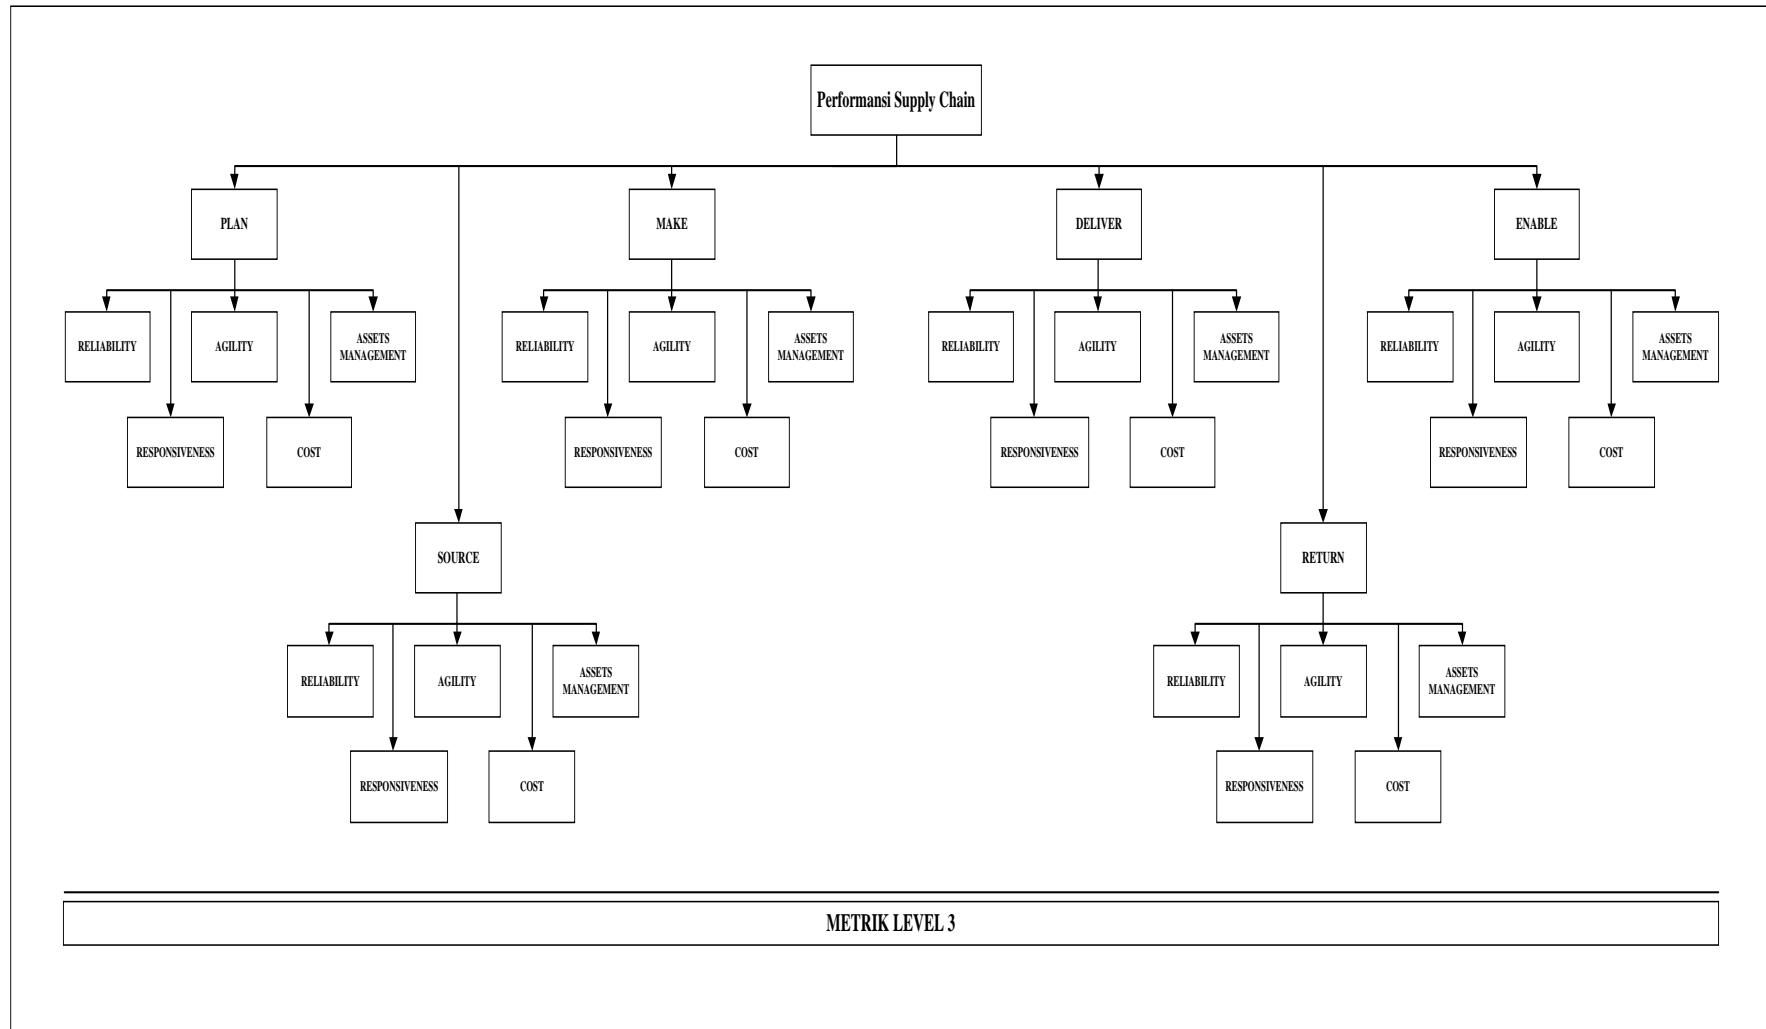 Performansi Supply Chain
PLAN
MAKE
DELIVER
ENABLE
RELIABILITY
AGILITY
ASSETS
MANAGEMENT
RELIABILITY
AGILITY
ASSETS
MANAGEMENT
RELIABILITY
AGILITY
ASSETS
MANAGEMENT
RELIABILITY
AGILITY
ASSETS
MANAGEMENT
RESPONSIVENESS
COST
RESPONSIVENESS
COST
RESPONSIVENESS
COST
RESPONSIVENESS
COST
SOURCE
RETURN
RELIABILITY
AGILITY
ASSETS
MANAGEMENT
RELIABILITY
AGILITY
ASSETS
MANAGEMENT
RESPONSIVENESS
COST
RESPONSIVENESS
COST
METRIK LEVEL 3